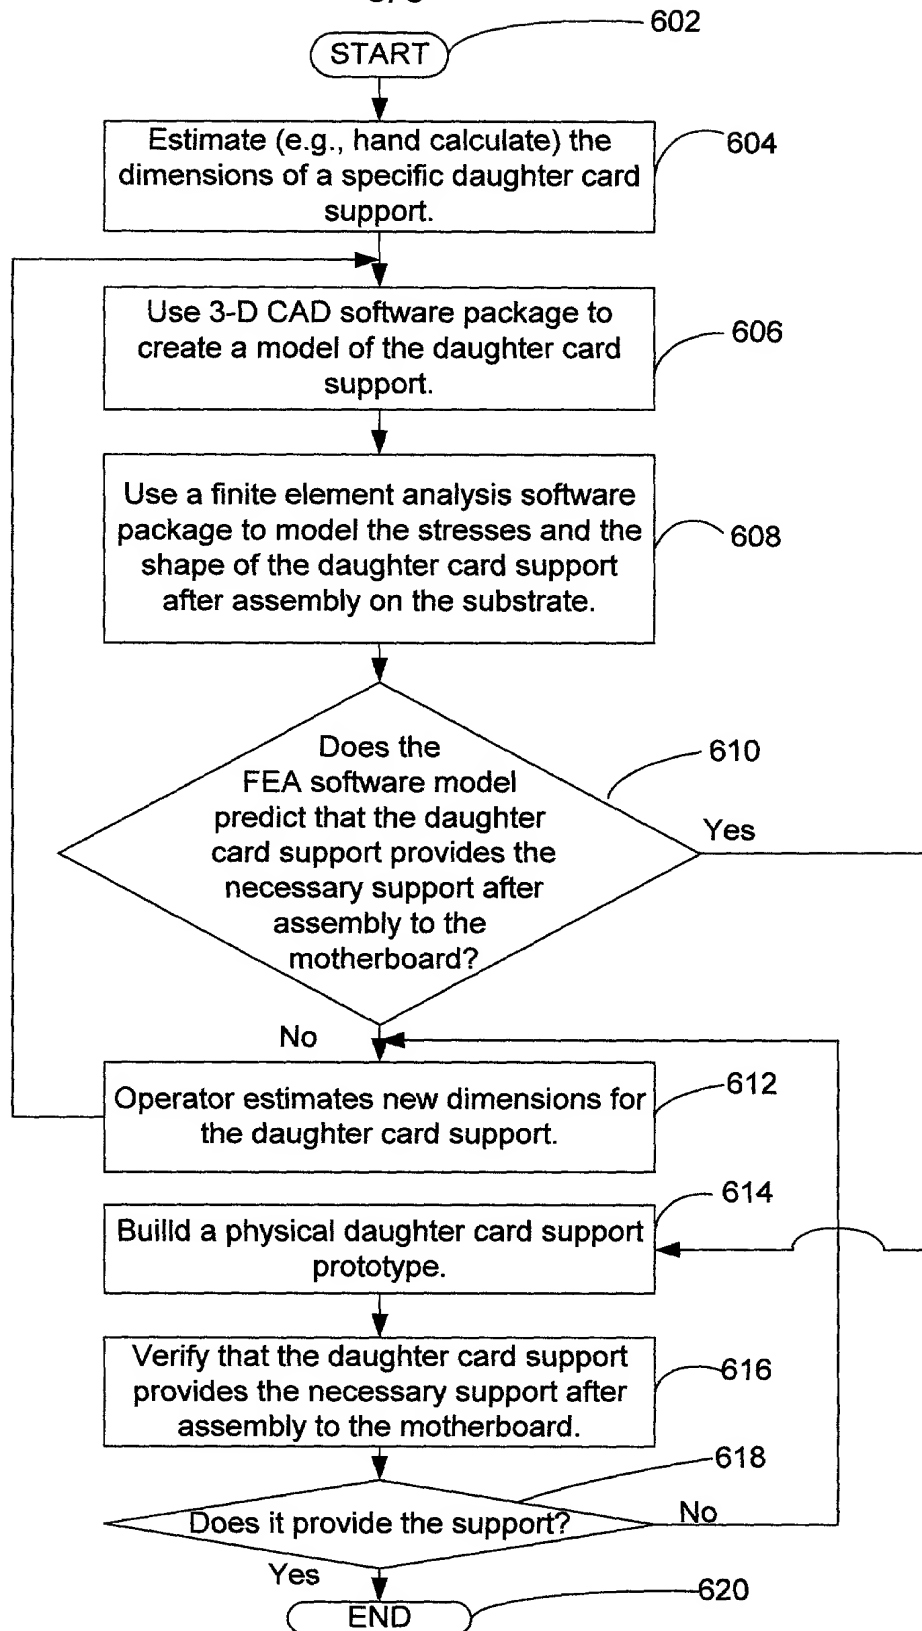 602
START
Estimate (e.g., hand calculate) the
dimensions of a specific daughter card
support.
604
Use 3-D CAD software package to
create a model of the daughter card
support.
606
Use a finite element analysis software
package to model the stresses and the
shape of the daughter card support
after assembly on the substrate.
608
Does the
FEA software model
predict that the daughter
card support provides the
necessary support after
assembly to the
motherboard?
610
Yes
No
Operator estimates new dimensions for
the daughter card support.
612
Builld a physical daughter card support
prototype.
614
Verify that the daughter card support
provides the necessary support after
assembly to the motherboard.
616
618
Does it provide the support?
No
Yes
END
620